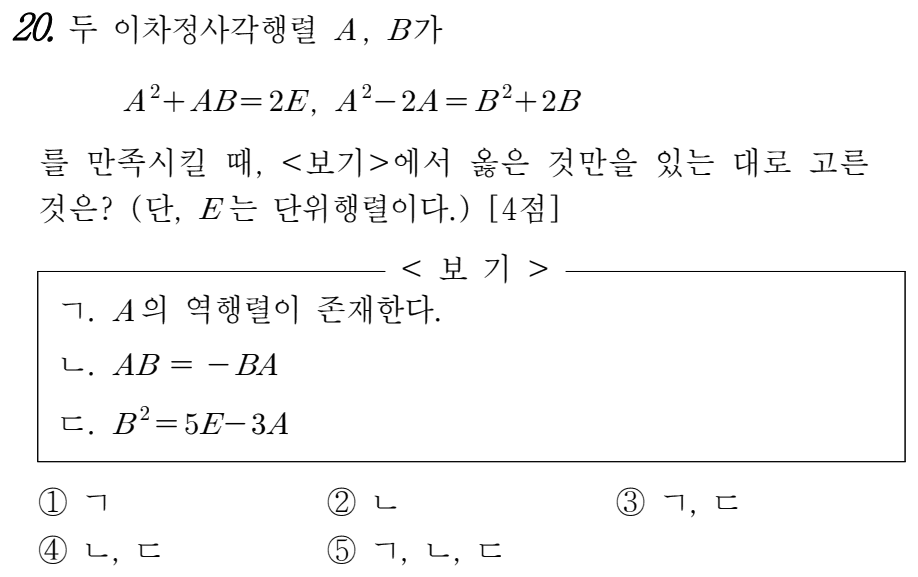 20. 두 이차정사각행렬 A, B가
A²+AB=2E, A²-2A=B²+2B
를 만족시킬 때, <보기>에서 옳은 것만을 있는 대로 고른
것은? (단, E는 단위행렬이다.) [4점]
< 보 기 >
ㄱ. A의 역행렬이 존재한다.
ㄴ. AB = -BA
ㄷ. B²=5E-3A
① ㄱ ② ㄴ ③ ㄱ, ㄷ
④ ㄴ, ㄷ ⑤ ㄱ, ㄴ, ㄷ